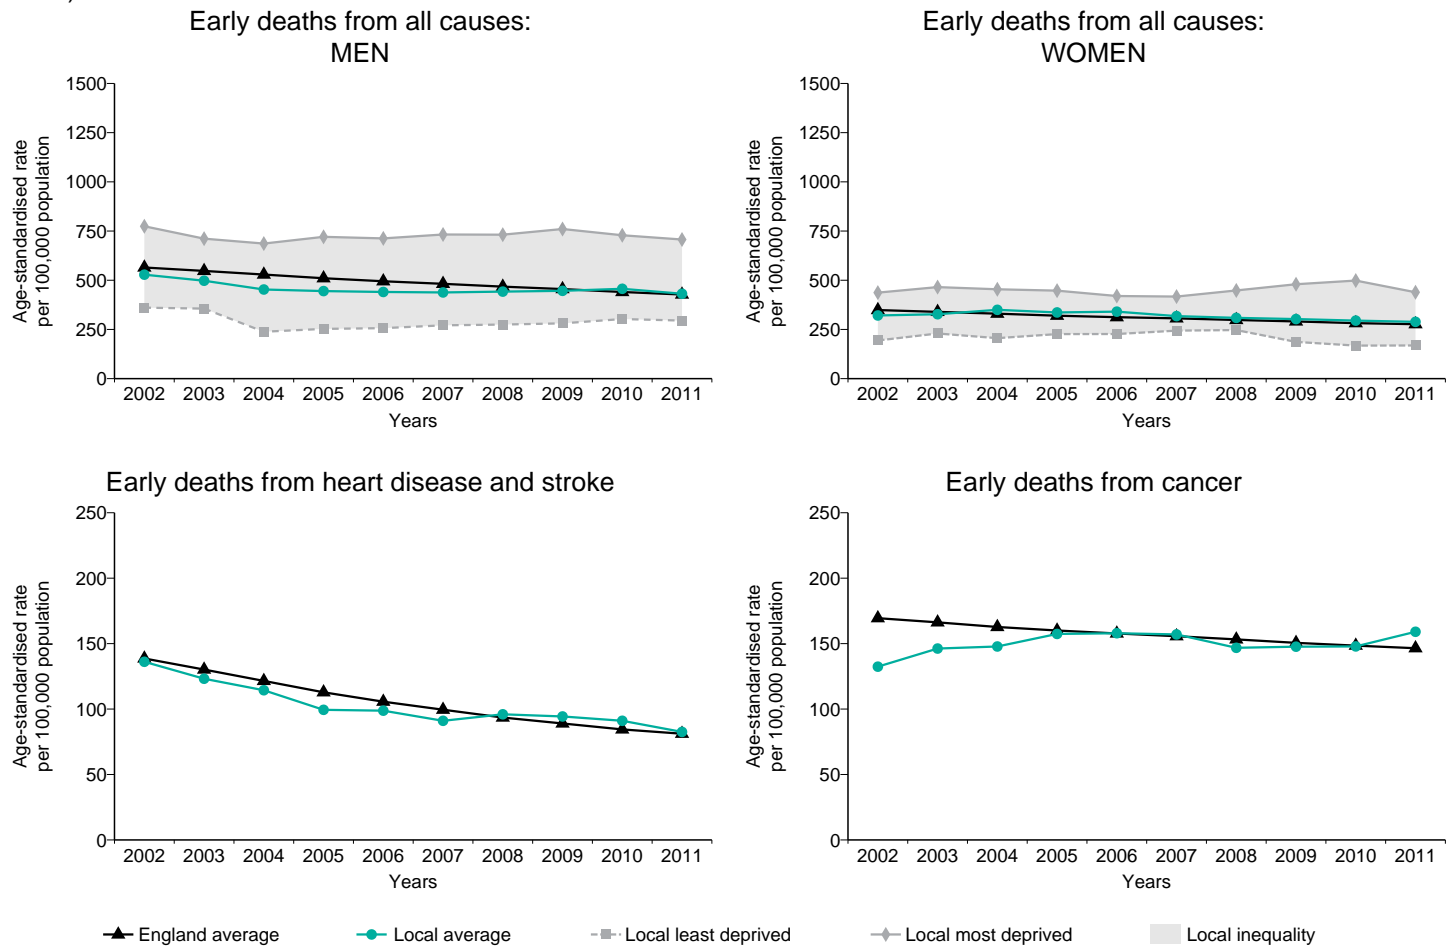 Early deaths from all causes:
MEN
Age-standardised rate
per 100,000 population
1500
1250
1000
750
500
250
0
2002 2003 2004 2005 2006 2007 2008 2009 2010 2011
Years
Early deaths from all causes:
WOMEN
Age-standardised rate
per 100,000 population
1500
1250
1000
750
500
250
0
2002 2003 2004 2005 2006 2007 2008 2009 2010 2011
Years
Early deaths from heart disease and stroke
Age-standardised rate
per 100,000 population
250
200
150
100
50
0
2002 2003 2004 2005 2006 2007 2008 2009 2010 2011
Years
Early deaths from cancer
Age-standardised rate
per 100,000 population
250
200
150
100
50
0
2002 2003 2004 2005 2006 2007 2008 2009 2010 2011
Years
England average Local average Local least deprived Local most deprived Local inequality